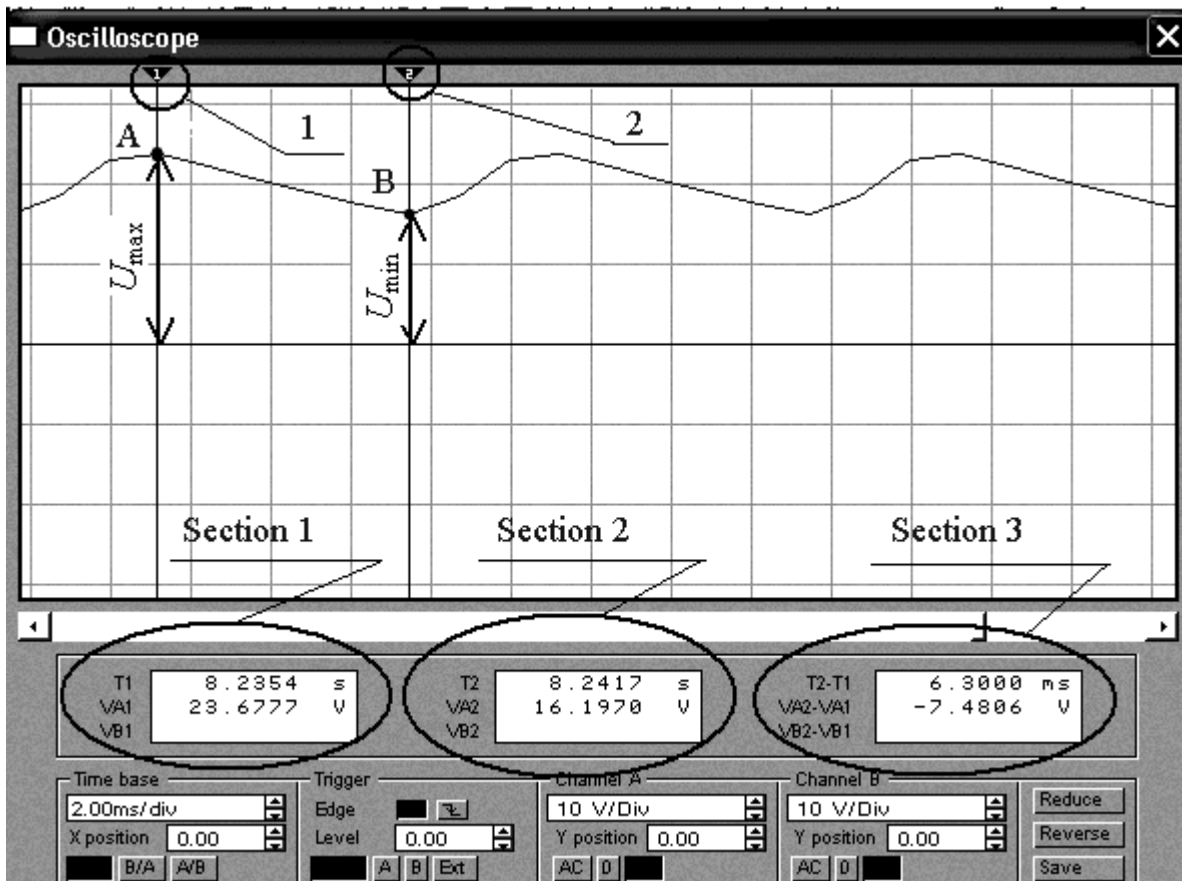 Oscilloscope
1
2
A
1
2
B
Umax
Umin
Section 1
Section 2
Section 3
T1 8.2354 s
VA1 23.6777 V
VB1
T2 8.2417 s
VA2 16.1970 V
VB2
T2-T1 6.3000 ms
VA2-VA1 -7.4806 V
VB2-VB1
Time base
2.00ms/div
X position 0.00
B/A A/B
Trigger
Edge
Level 0.00
A B Ext
Channel A
10 V/Div
Y position 0.00
AC 0
Channel B
10 V/Div
Y position 0.00
AC 0
Reduce
Reverse
Save